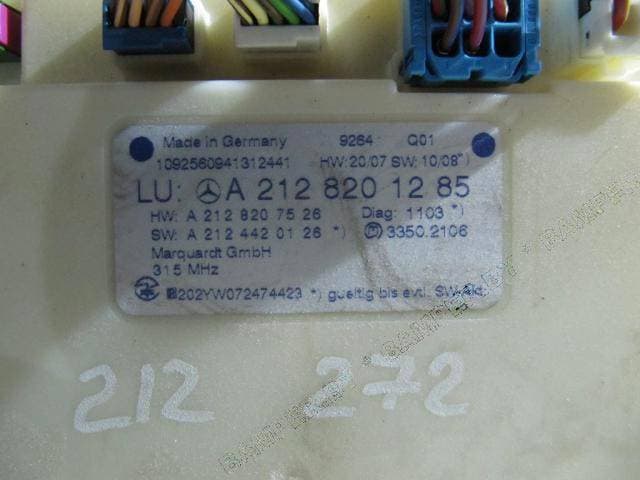 Made in Germany 9264 Q01
1092560941312441 HW: 20/07 SW: 10/08*)
LU: A 212 820 12 85
HW: A 212 820 75 26 Diag: 1103 *)
SW: A 212 442 01 26 *) 3350.2106
Marquardt GmbH
315 MHz
202YW072474423 *) gueltig bis evtl. SW-Akt.
212 272